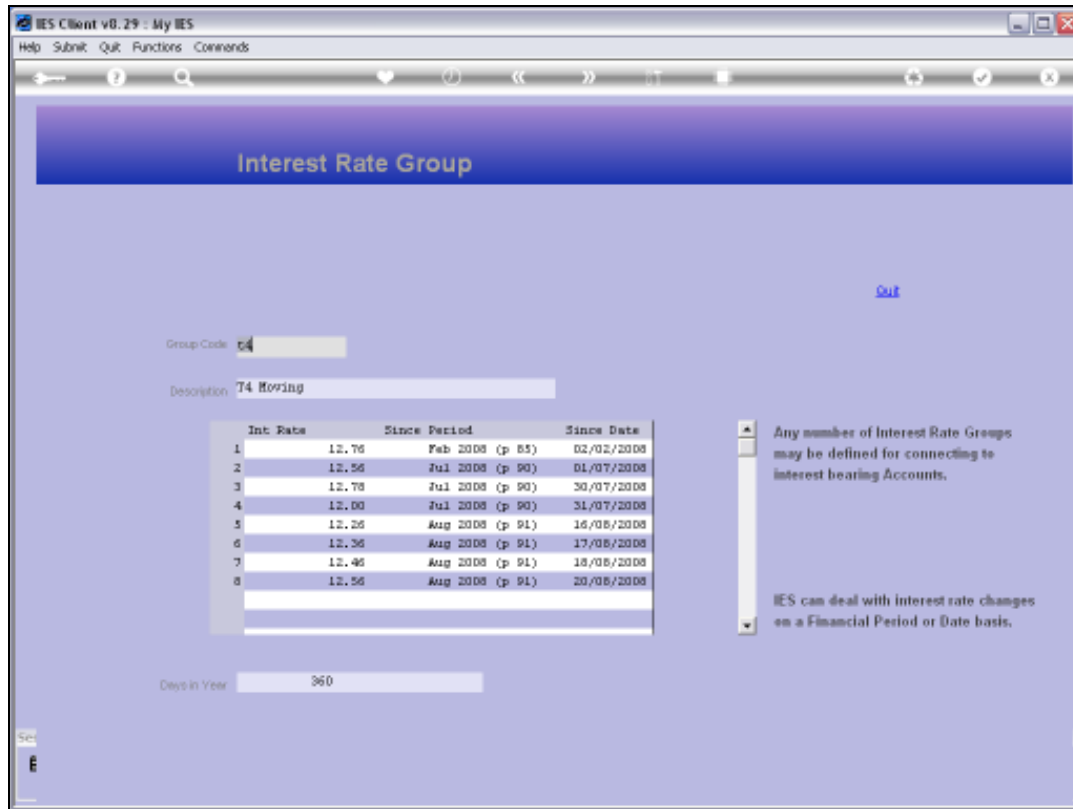 IES Client v8.29 : My IES
Help Submit Quit Functions Commands
Interest Rate Group
Quit
Group Code t4
Description T4 Moving
Int Rate Since Period Since Date
1 12.76 Feb 2008 (p 85) 02/02/2008
2 12.56 Jul 2008 (p 90) 01/07/2008
3 12.78 Jul 2008 (p 90) 30/07/2008
4 12.00 Jul 2008 (p 90) 31/07/2008
5 12.26 Aug 2008 (p 91) 16/08/2008
6 12.36 Aug 2008 (p 91) 17/08/2008
7 12.46 Aug 2008 (p 91) 18/08/2008
8 12.56 Aug 2008 (p 91) 20/08/2008
Any number of Interest Rate Groups
may be defined for connecting to
interest bearing Accounts.
IES can deal with interest rate changes
on a Financial Period or Date basis.
Days in Year 360